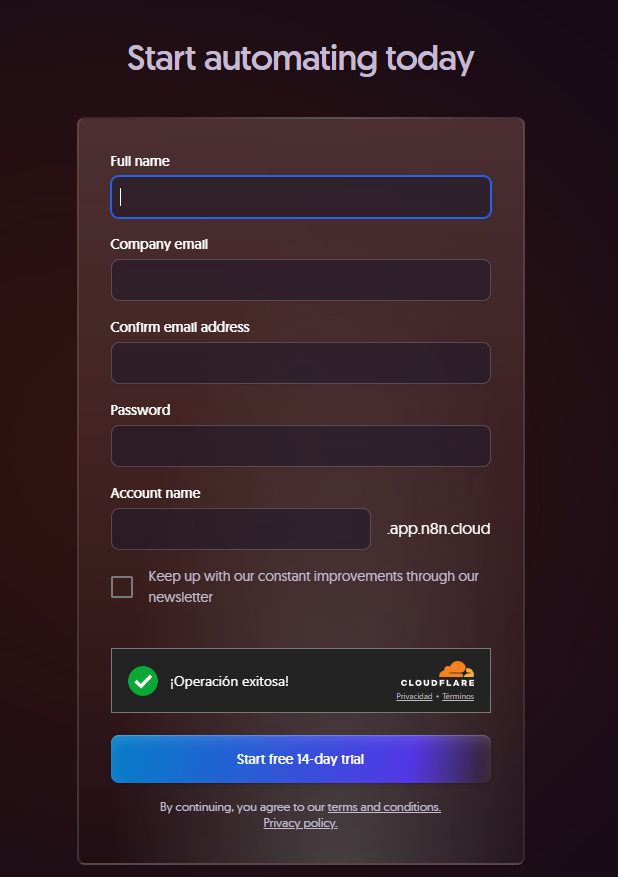 Start automating today
Full name
Company email
Confirm email address
Password
Account name
.app.n8n.cloud
Keep up with our constant improvements through our
newsletter
¡Operación exitosa!
CLOUDFLARE
Privacidad • Términos
Start free 14-day trial
By continuing, you agree to our terms and conditions.
Privacy policy.